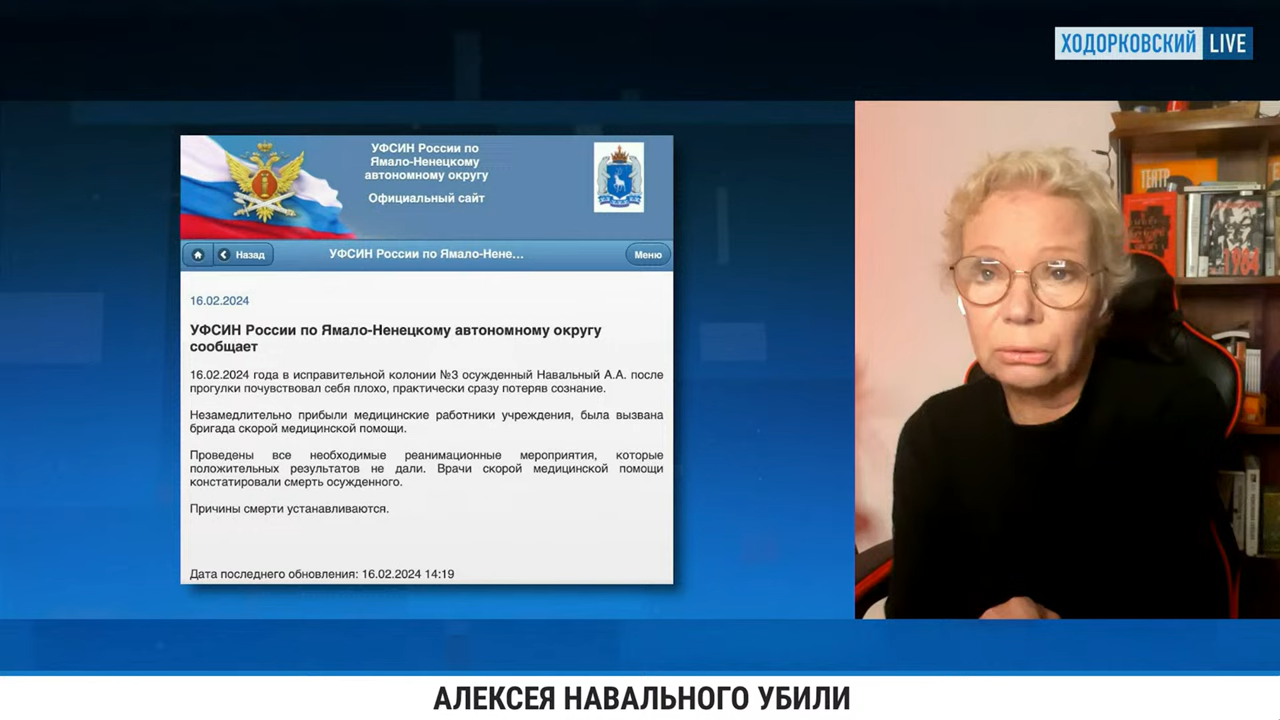 ХОДОРКОВСКИЙ LIVE
УФСИН России по
Ямало-Ненецкому
автономному округу
Официальный сайт
Назад
УФСИН России по Ямало-Нене...
Меню
16.02.2024
УФСИН России по Ямало-Ненецкому автономному округу
сообщает
16.02.2024 года в исправительной колонии №3 осужденный Навальный А.А. после
прогулки почувствовал себя плохо, практически сразу потеряв сознание.
Незамедлительно прибыли медицинские работники учреждения, была вызвана
бригада скорой медицинской помощи.
Проведены все необходимые реанимационные мероприятия, которые
положительных результатов не дали. Врачи скорой медицинской помощи
констатировали смерть осужденного.
Причины смерти устанавливаются.
Дата последнего обновления: 16.02.2024 14:19
ТЕАТР
1984
АЛЕКСЕЯ НАВАЛЬНОГО УБИЛИ